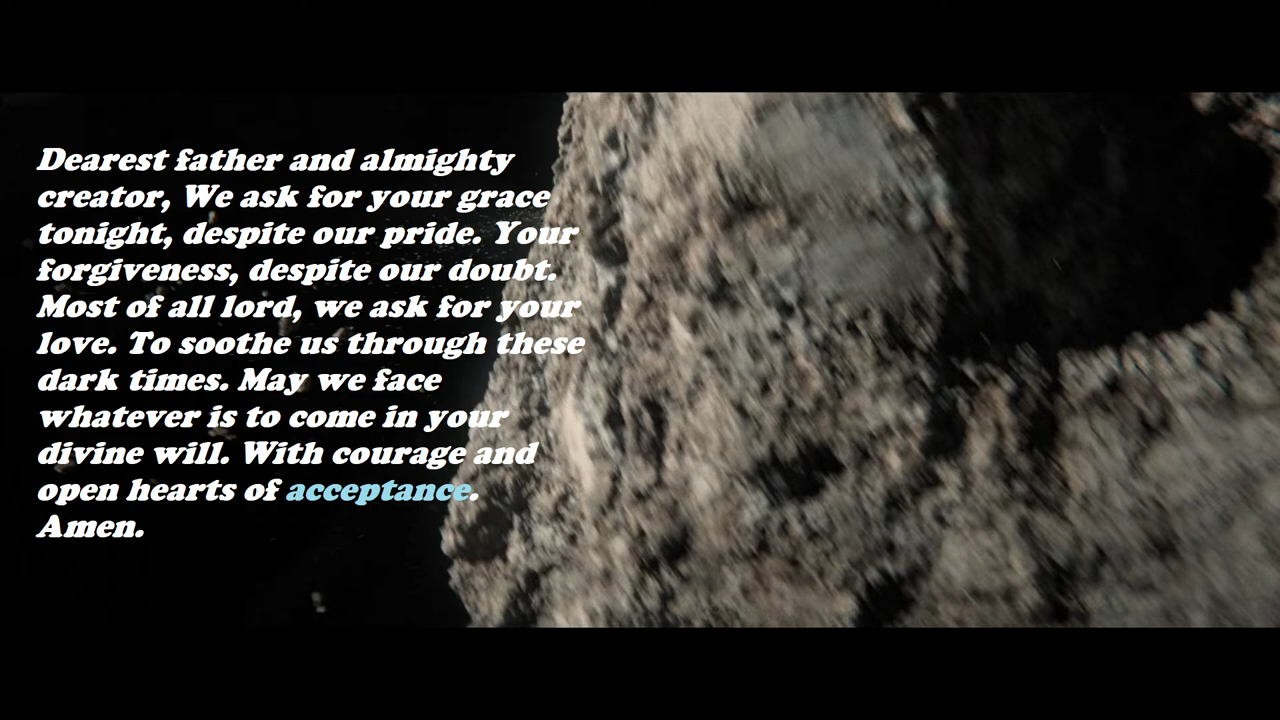 Dearest father and almighty
creator, We ask for your grace
tonight, despite our pride. Your
forgiveness, despite our doubt.
Most of all lord, we ask for your
love. To soothe us through these
dark times. May we face
whatever is to come in your
divine will. With courage and
open hearts of acceptance.
Amen.